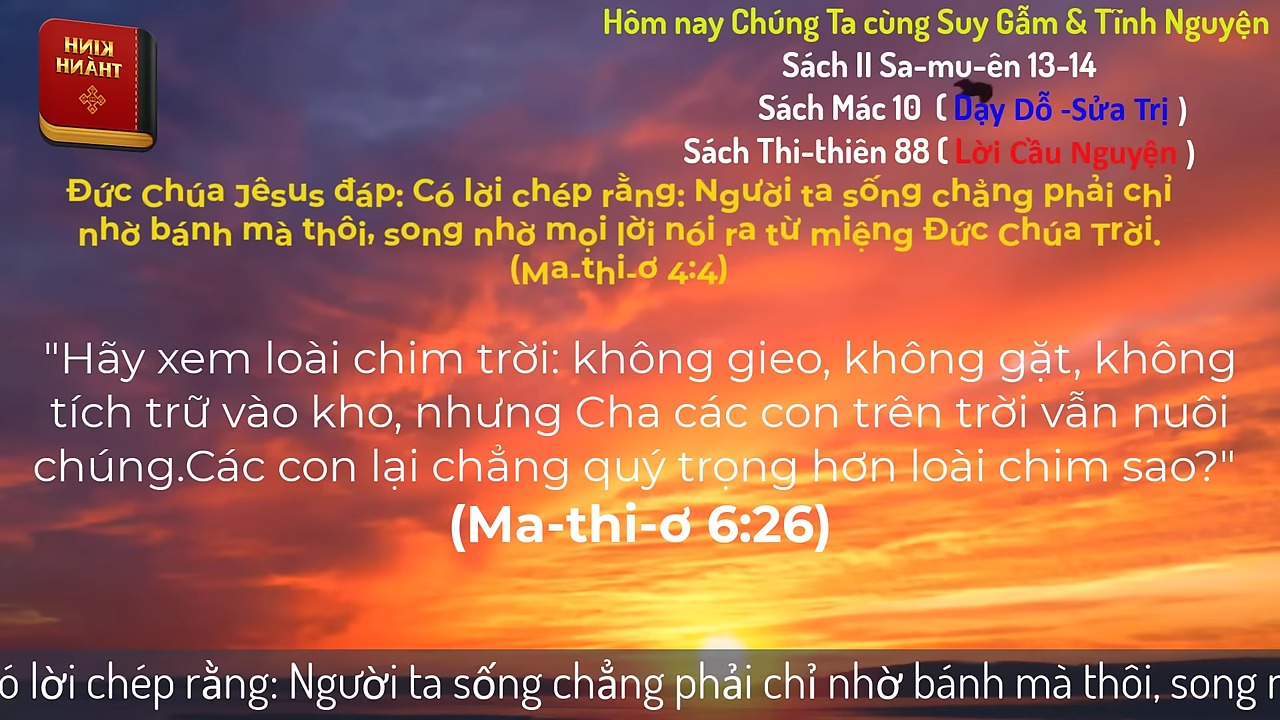 KINH
THÁNH
Hôm nay Chúng Ta cùng Suy Gẫm & Tĩnh Nguyện
Sách II Sa-mu-ên 13-14
Sách Mác 10 ( Dạy Dỗ -Sửa Trị )
Sách Thi-thiên 88 ( Lời Cầu Nguyện )
Đức Chúa Jêsus đáp: Có lời chép rằng: Người ta sống chẳng phải chỉ
nhờ bánh mà thôi, song nhờ mọi lời nói ra từ miệng Đức Chúa Trời.
(Ma-thi-ơ 4:4)
"Hãy xem loài chim trời: không gieo, không gặt, không
tích trữ vào kho, nhưng Cha các con trên trời vẫn nuôi
chúng.Các con lại chẳng quý trọng hơn loài chim sao?"
(Ma-thi-ơ 6:26)
ó lời chép rằng: Người ta sống chẳng phải chỉ nhờ bánh mà thôi, song